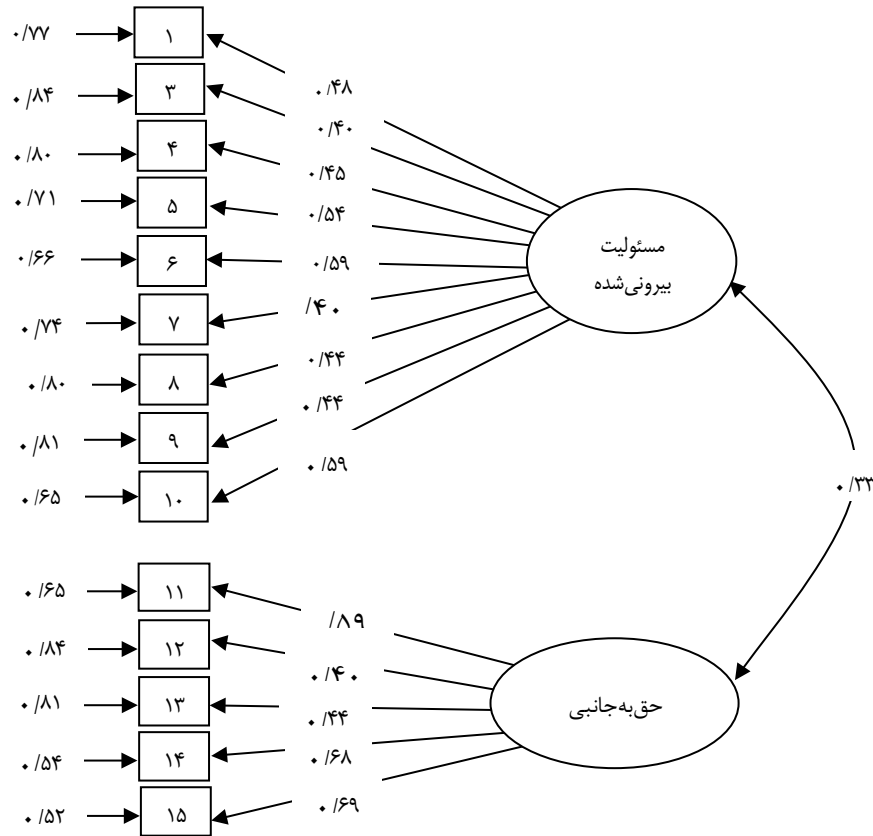 ۰/۷۷ ۱ ۰/۴۸
۰/۸۴ ۳ ۰/۴۰
۰/۸۰ ۴ ۰/۴۵
۰/۷۱ ۵ ۰/۵۴
۰/۶۶ ۶ ۰/۵۹
۰/۷۴ ۷ /۴۰
۰/۸۰ ۸ ۰/۴۴
۰/۸۱ ۹ ۰/۴۴
۰/۶۵ ۱۰ ۰/۵۹
مسئولیت
بیرونی‌شده
۰/۳۳
۰/۶۵ ۱۱ /۸۹
۰/۸۴ ۱۲ ۰/۴۰
۰/۸۱ ۱۳ ۰/۴۴
۰/۵۴ ۱۴ ۰/۶۸
۰/۵۲ ۱۵ ۰/۶۹
حق‌به‌جانبی